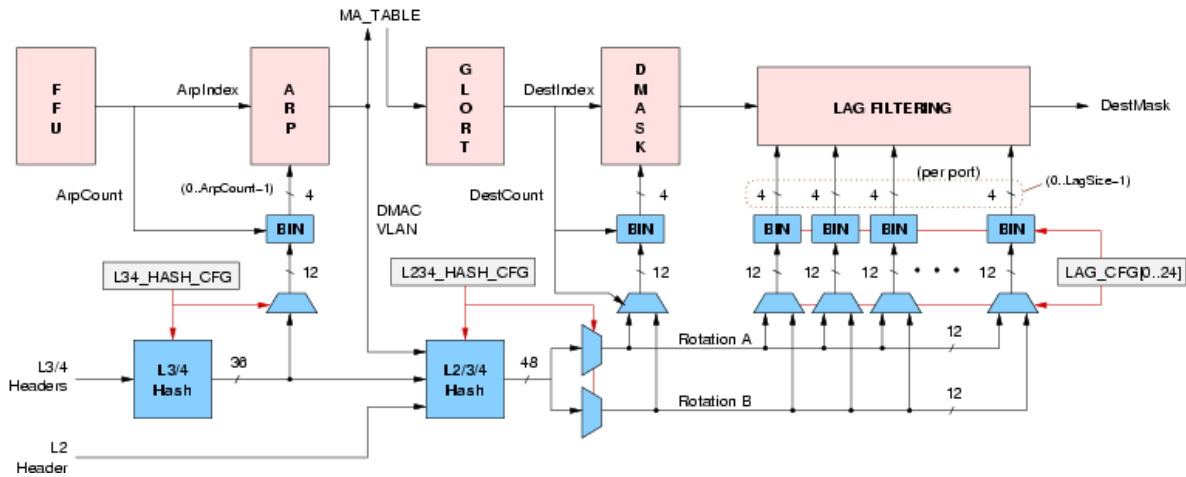 MA_TABLE
FFU
ArpIndex
ARP
GLORT
DestIndex
DMASK
LAG FILTERING
DestMask
ArpCount
(0..ArpCount-1)
4
DestCount
4
(per port)
(0..LagSize-1)
4
4
4
4
BIN
DMAC
VLAN
BIN
BIN
BIN
BIN
BIN
12
12
12
12
12
12
L34_HASH_CFG
L234_HASH_CFG
LAG_CFG[0..24]
L3/4
Headers
L3/4
Hash
36
L2/3/4
Hash
48
Rotation A
12
Rotation B
12
L2
Header